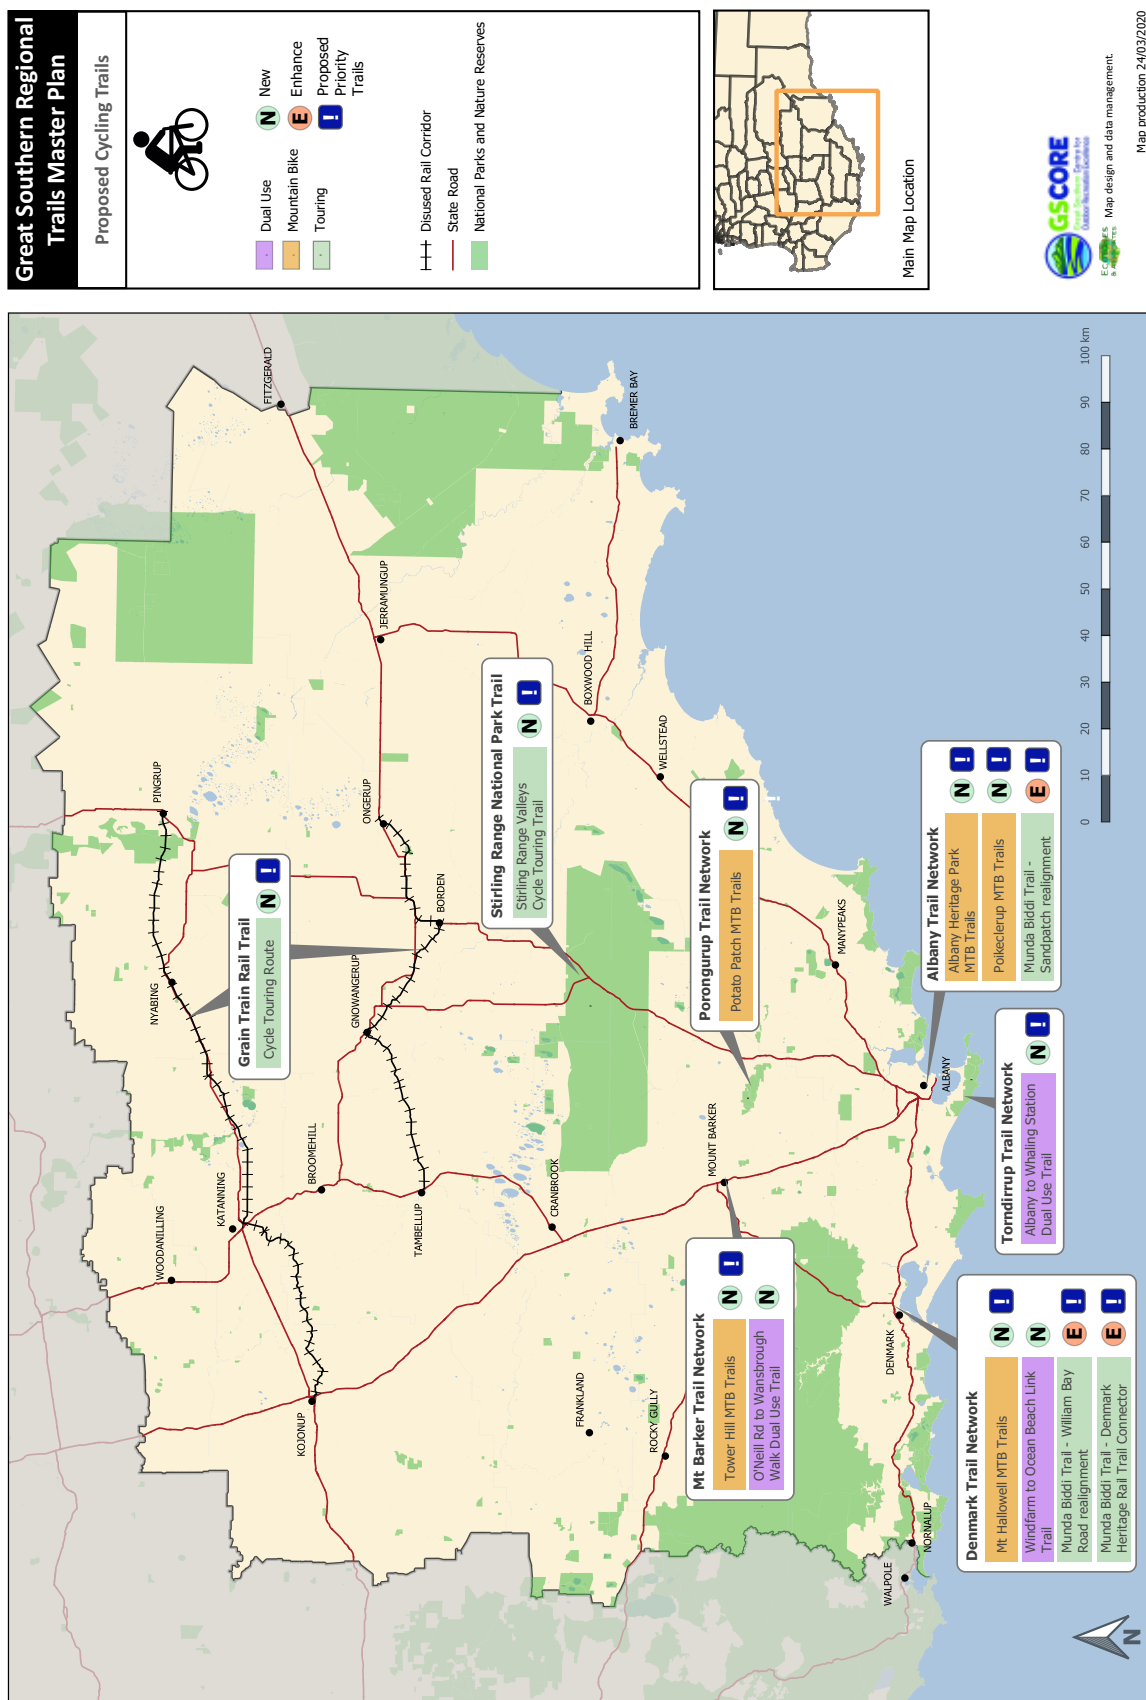 Great Southern Regional
Trails Master Plan
Proposed Cycling Trails
Dual Use
Mountain Bike
Touring
N New
E Enhance
! Proposed
Priority
Trails
Disused Rail Corridor
State Road
National Parks and Nature Reserves
Main Map Location
GSCORE
Great Southern Centre for
Outdoor Recreation Excellence
Map design and data management.
Map production 24/03/2020
FITZGERALD
BREMER BAY
JERRAMUNGUP
BOXWOOD HILL
WELLSTEAD
PINGRUP
ONGERUP
BORDEN
NYABING
GNOWANGERUP
MANYPEAKS
ALBANY
KATANNING
WOODANILLING
BROOMEHILL
TAMBELLUP
CRANBROOK
MOUNT BARKER
KOJONUP
FRANKLAND
ROCKY GULLY
DENMARK
NORNALUP
WALPOLE
Grain Train Rail Trail
Cycle Touring Route
N !
Stirling Range National Park Trail
Stirling Range Valleys
Cycle Touring Trail
N !
Porongurup Trail Network
Potato Patch MTB Trails
N !
Albany Trail Network
Albany Heritage Park
MTB Trails
N !
Poikeclerup MTB Trails
N !
Munda Biddi Trail -
Sandpatch realignment
E !
Torndirrup Trail Network
Albany to Whaling Station
Dual Use Trail
N !
Mt Barker Trail Network
Tower Hill MTB Trails
N !
O'Neill Rd to Wansbrough
Walk Dual Use Trail
N
Denmark Trail Network
Mt Hallowell MTB Trails
N !
Windfarm to Ocean Beach Link
Trail
N !
Munda Biddi Trail - William Bay
Road realignment
E !
Munda Biddi Trail - Denmark
Heritage Rail Trail Connector
E !
0 10 20 30 40 50 60 70 80 90 100 km
N